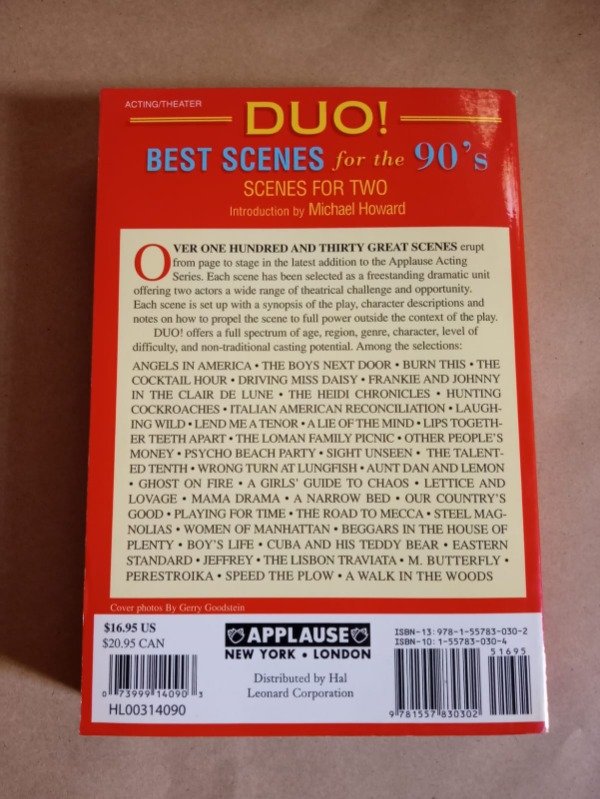 ACTING/THEATER
DUO!
BEST SCENES for the 90's
SCENES FOR TWO
Introduction by Michael Howard
OVER ONE HUNDRED AND THIRTY GREAT SCENES erupt
from page to stage in the latest addition to the Applause Acting
Series. Each scene has been selected as a freestanding dramatic unit
offering two actors a wide range of theatrical challenge and opportunity.
Each scene is set up with a synopsis of the play, character descriptions and
notes on how to propel the scene to full power outside the context of the play.
DUO! offers a full spectrum of age, region, genre, character, level of
difficulty, and non-traditional casting potential. Among the selections:
ANGELS IN AMERICA • THE BOYS NEXT DOOR • BURN THIS • THE
COCKTAIL HOUR • DRIVING MISS DAISY • FRANKIE AND JOHNNY
IN THE CLAIR DE LUNE • THE HEIDI CHRONICLES • HUNTING
COCKROACHES • ITALIAN AMERICAN RECONCILIATION • LAUGH-
ING WILD • LEND ME A TENOR • A LIE OF THE MIND • LIPS TOGETH-
ER TEETH APART • THE LOMAN FAMILY PICNIC • OTHER PEOPLE'S
MONEY • PSYCHO BEACH PARTY • SIGHT UNSEEN • THE TALENT-
ED TENTH • WRONG TURN AT LUNGFISH • AUNT DAN AND LEMON
• GHOST ON FIRE • A GIRLS' GUIDE TO CHAOS • LETTICE AND
LOVAGE • MAMA DRAMA • A NARROW BED • OUR COUNTRY'S
GOOD • PLAYING FOR TIME • THE ROAD TO MECCA • STEEL MAG-
NOLIAS • WOMEN OF MANHATTAN • BEGGARS IN THE HOUSE OF
PLENTY • BOY'S LIFE • CUBA AND HIS TEDDY BEAR • EASTERN
STANDARD • JEFFREY • THE LISBON TRAVIATA • M. BUTTERFLY •
PERESTROIKA • SPEED THE PLOW • A WALK IN THE WOODS
Cover photos By Gerry Goodstein
$16.95 US
$20.95 CAN
0 73999 14090 3
HL00314090
APPLAUSE
NEW YORK • LONDON
Distributed by Hal
Leonard Corporation
ISBN-13: 978-1-55783-030-2
ISBN-10: 1-55783-030-4
51695
9 781557 830302